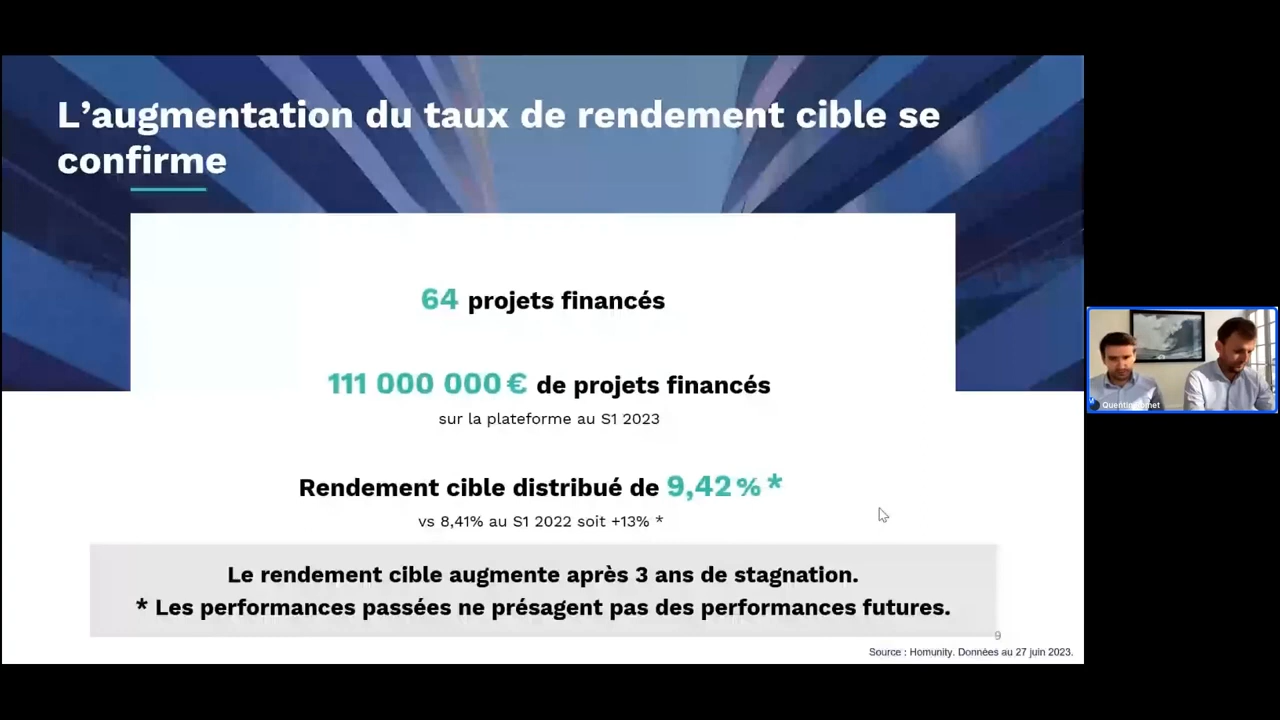 L’augmentation du taux de rendement cible se
confirme
64 projets financés
111 000 000 € de projets financés
sur la plateforme au S1 2023
Rendement cible distribué de 9,42 % *
vs 8,41% au S1 2022 soit +13% *
Le rendement cible augmente après 3 ans de stagnation.
* Les performances passées ne présagent pas des performances futures.
9
Source : Homunity. Données au 27 juin 2023.